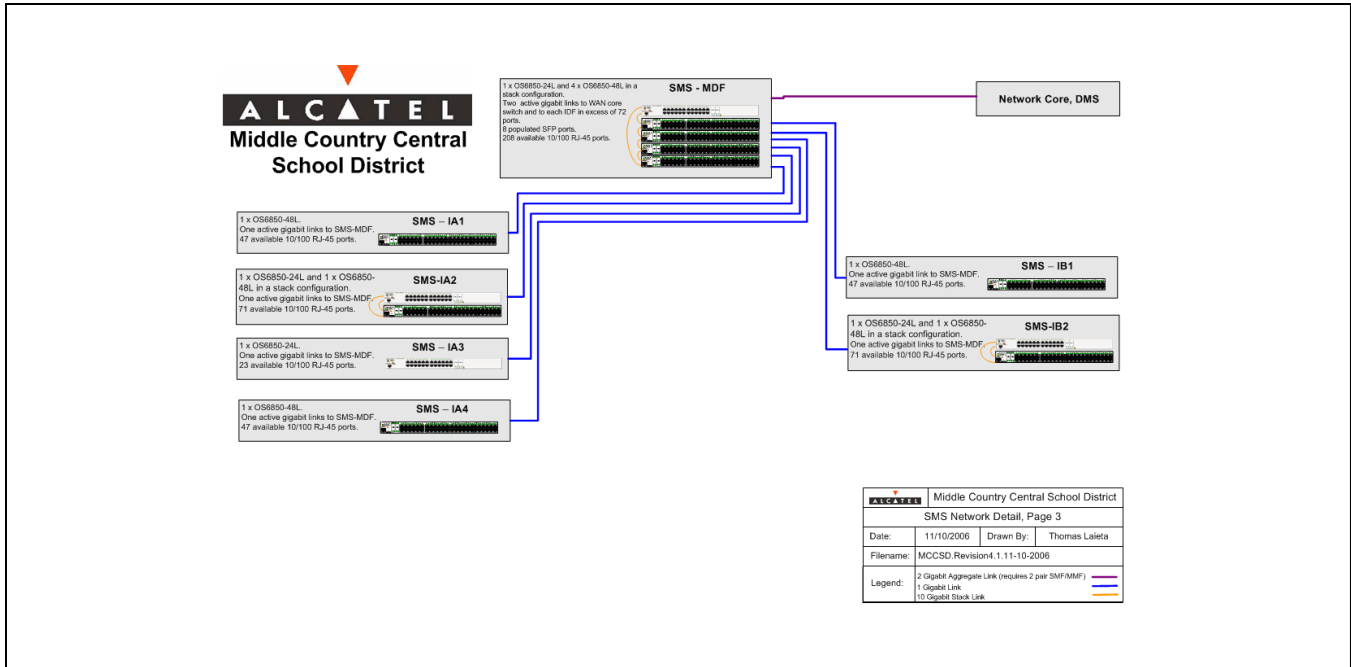 ALCATEL
Middle Country Central
School District
1 x OS6850-24L and 4 x OS6850-48L in a
stack configuration.
Two active gigabit links to WAN core
switch and to each IDF in excess of 72
ports.
8 populated SFP ports.
208 available 10/100 RJ-45 ports.
SMS - MDF
Network Core, DMS
1 x OS6850-48L.
One active gigabit links to SMS-MDF.
47 available 10/100 RJ-45 ports.
SMS – IA1
1 x OS6850-24L and 1 x OS6850-
48L in a stack configuration.
One active gigabit links to SMS-MDF.
71 available 10/100 RJ-45 ports.
SMS-IA2
1 x OS6850-24L.
One active gigabit links to SMS-MDF.
23 available 10/100 RJ-45 ports.
SMS – IA3
1 x OS6850-48L.
One active gigabit links to SMS-MDF.
47 available 10/100 RJ-45 ports.
SMS – IA4
1 x OS6850-48L.
One active gigabit link to SMS-MDF.
47 available 10/100 RJ-45 ports.
SMS – IB1
1 x OS6850-24L and 1 x OS6850-
48L in a stack configuration.
One active gigabit link to SMS-MDF.
71 available 10/100 RJ-45 ports.
SMS-IB2
ALCATEL
Middle Country Central School District
SMS Network Detail, Page 3
Date: 11/10/2006 Drawn By: Thomas Laieta
Filename: MCCSD.Revision4.1.11-10-2006
Legend:
2 Gigabit Aggregate Link (requires 2 pair SMF/MMF)
1 Gigabit Link
10 Gigabit Stack Link